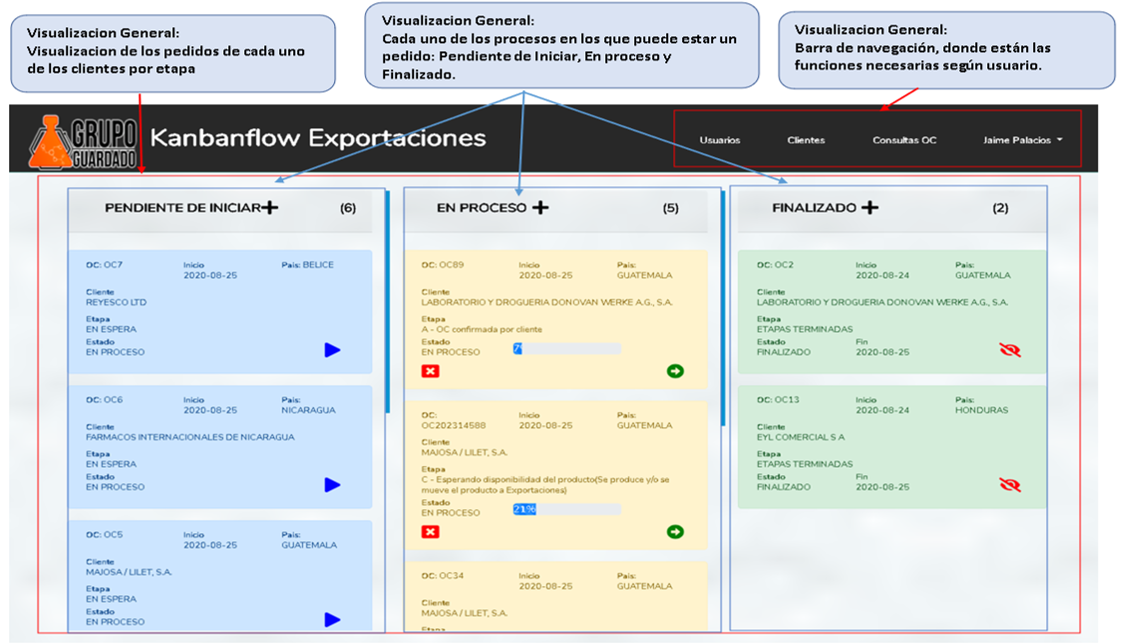 Visualizacion General:
Visualizacion de los pedidos de cada uno
de los clientes por etapa
Visualizacion General:
Cada uno de los procesos en los que puede estar un
pedido: Pendiente de Iniciar, En proceso y
Finalizado.
Visualizacion General:
Barra de navegación, donde están las
funciones necesarias según usuario.
GRUPO
GUARDADO
Kanbanflow Exportaciones
Usuarios
Clientes
Consultas OC
Jaime Palacios
PENDIENTE DE INICIAR+ (6)
OC: OC7 Inicio País: BELICE
2020-08-25
Cliente
REYESCO LTD
Etapa
EN ESPERA
Estado
EN PROCESO
OC: OC6 Inicio País:
2020-08-25 NICARAGUA
Cliente
FARMACOS INTERNACIONALES DE NICARAGUA
Etapa
EN ESPERA
Estado
EN PROCESO
OC: OC5 Inicio País:
2020-08-25 GUATEMALA
Cliente
MAJOSA / LILET, S.A.
Etapa
EN ESPERA
Estado
EN PROCESO
EN PROCESO + (5)
OC: OC89 Inicio País:
2020-08-25 GUATEMALA
Cliente
LABORATORIO Y DROGUERIA DONOVAN WERKE A.G., S.A.
Etapa
A - OC confirmada por cliente
Estado
EN PROCESO
OC: Inicio País:
OC202314588 2020-08-25 GUATEMALA
Cliente
MAJOSA / LILET, S.A.
Etapa
C - Esperando disponibilidad del producto(Se produce y/o se
mueve el producto a Exportaciones)
Estado
EN PROCESO 21%
OC: OC34 Inicio País:
2020-08-25 GUATEMALA
Cliente
MAJOSA / LILET, S.A.
Etapa
FINALIZADO + (2)
OC: OC2 Inicio País:
2020-08-24 GUATEMALA
Cliente
LABORATORIO Y DROGUERIA DONOVAN WERKE A.G., S.A.
Etapa
ETAPAS TERMINADAS
Estado Fin
FINALIZADO 2020-08-25
OC: OC13 Inicio País:
2020-08-24 HONDURAS
Cliente
EYL COMERCIAL S A
Etapa
ETAPAS TERMINADAS
Estado Fin
FINALIZADO 2020-08-25